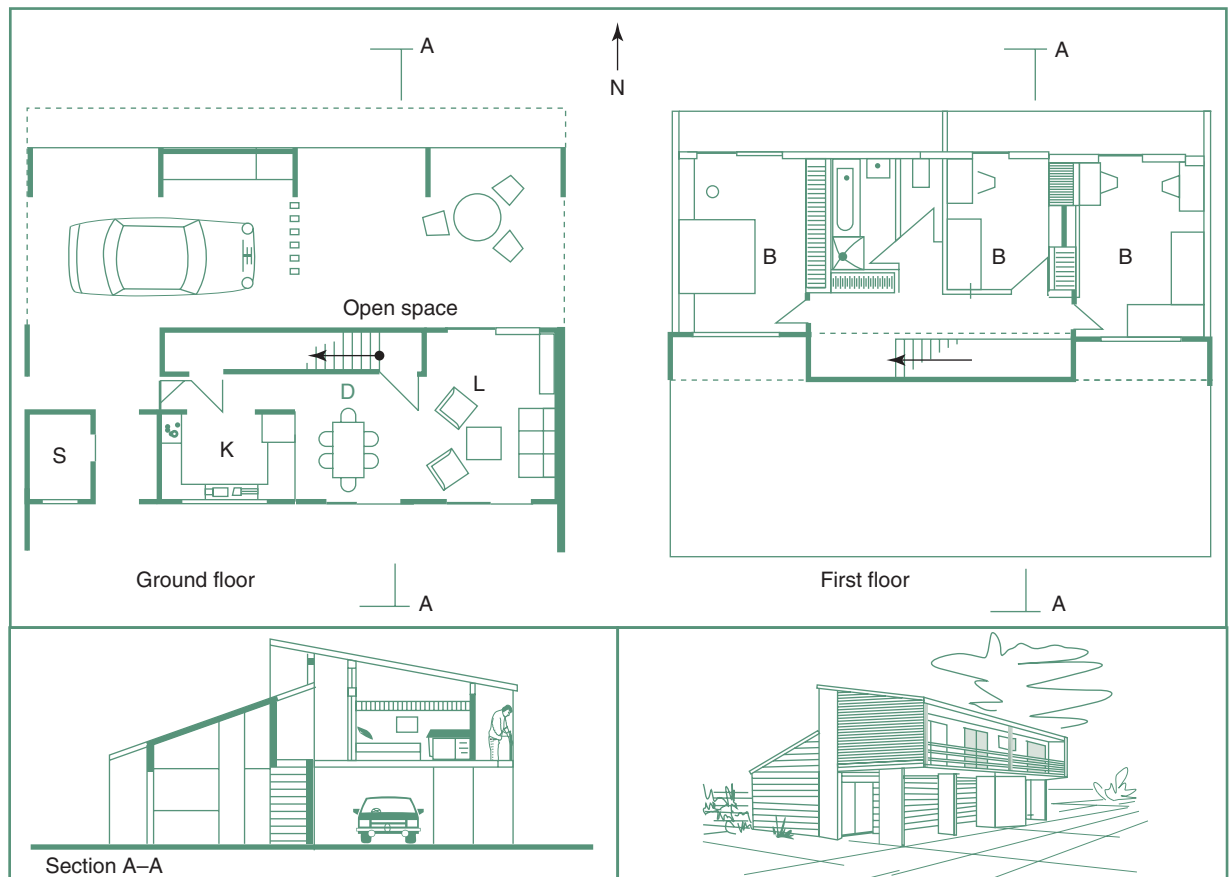 A
N
A
Open space
L
D
K
S
B
B
B
Ground floor
First floor
A
A
Section A–A